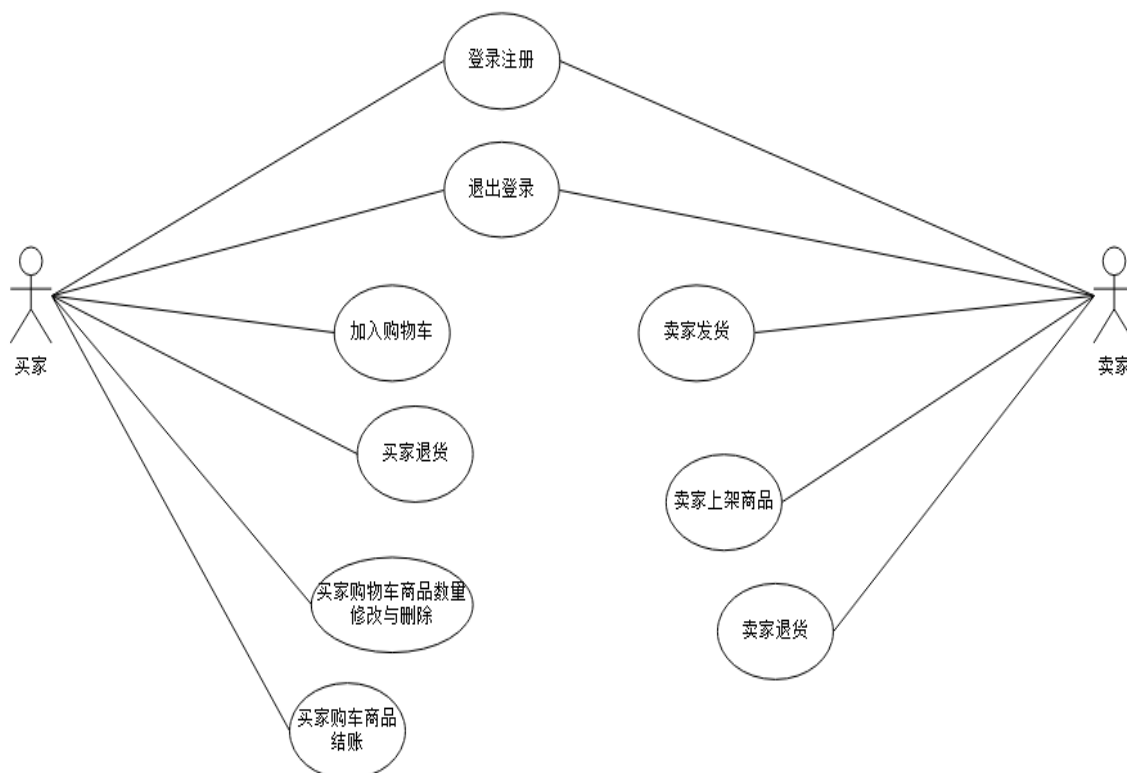 登录注册
退出登录
加入购物车
卖家发货
买家
卖家
买家退货
卖家上架商品
买家购物车商品数量
修改与删除
卖家退货
买家购车商品
结账